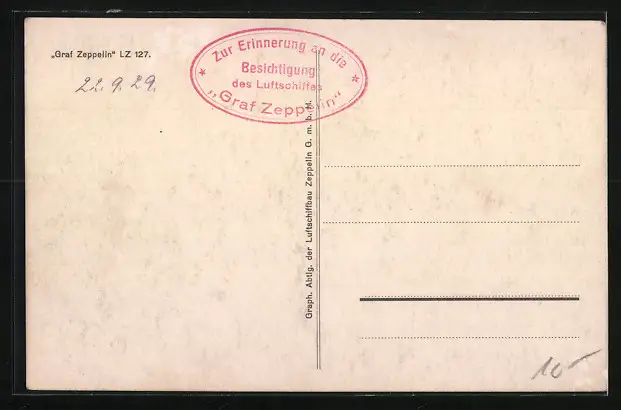 „Graf Zeppelin" LZ 127.
22.9.29.
Zur Erinnerung an die
Besichtigung
des Luftschiffes
„Graf Zeppelin"
Graph. Abtlg. der Luftschiffbau Zeppelin G. m. b. H.
10-